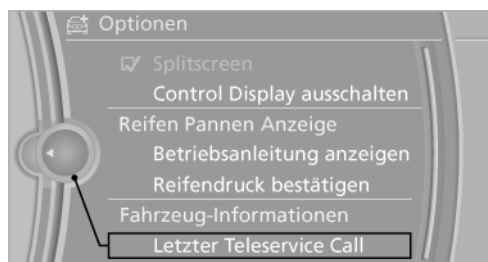 Optionen
Splitscreen
Control Display ausschalten
Reifen Pannen Anzeige
Betriebsanleitung anzeigen
Reifendruck bestätigen
Fahrzeug-Informationen
Letzter Teleservice Call